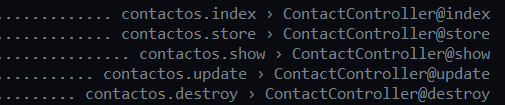 ............. contactos.index › ContactController@index
............. contactos.store › ContactController@store
............... contactos.show › ContactController@show
........... contactos.update › ContactController@update
......... contactos.destroy › ContactController@destroy